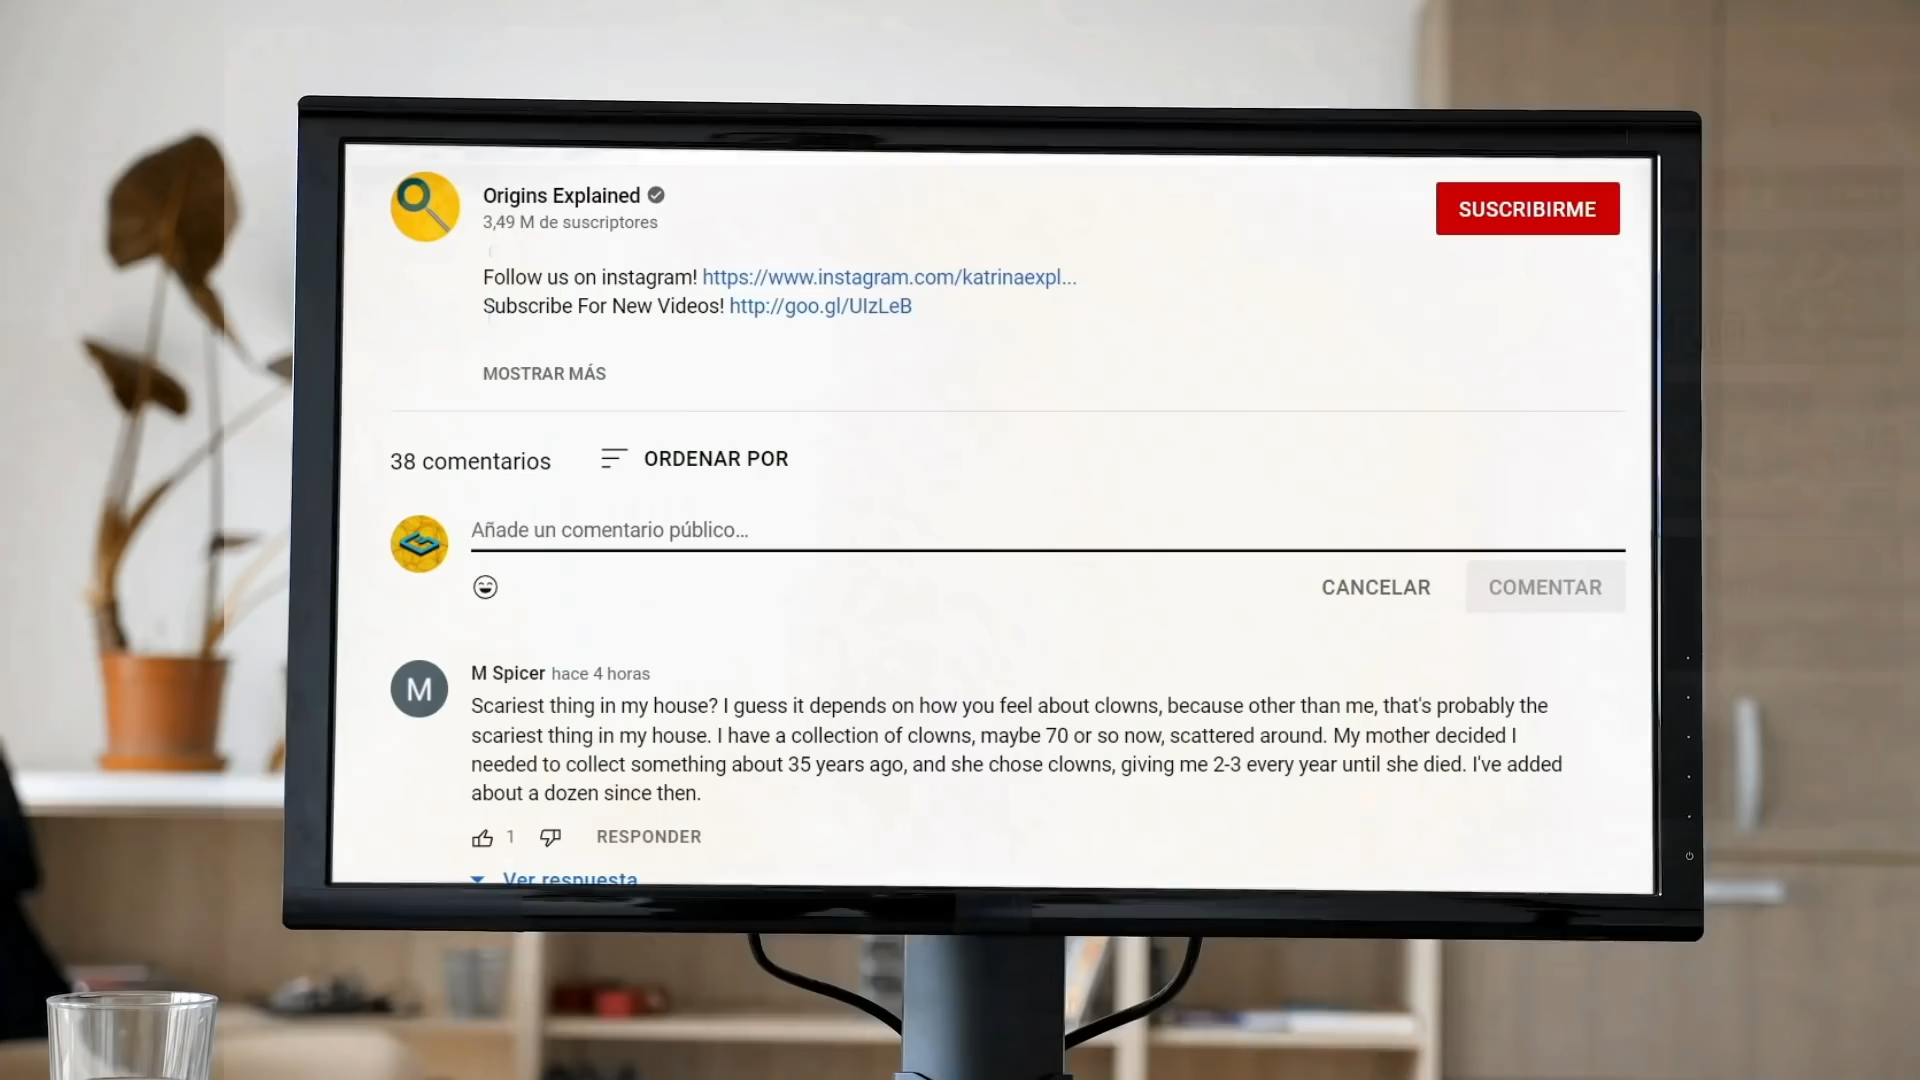 Origins Explained
3,49 M de suscriptores
SUSCRIBIRME
Follow us on instagram! https://www.instagram.com/katrinaexpl...
Subscribe For New Videos! http://goo.gl/UIzLeB
MOSTRAR MÁS
38 comentarios
ORDENAR POR
Añade un comentario público...
CANCELAR
COMENTAR
M
M Spicer hace 4 horas
Scariest thing in my house? I guess it depends on how you feel about clowns, because other than me, that's probably the
scariest thing in my house. I have a collection of clowns, maybe 70 or so now, scattered around. My mother decided I
needed to collect something about 35 years ago, and she chose clowns, giving me 2-3 every year until she died. I've added
about a dozen since then.
1
RESPONDER
Ver respuesta